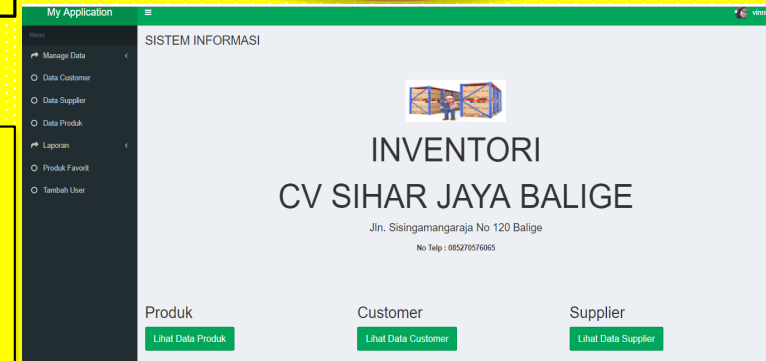 My Application
vinn
Menu
Manage Data
Data Customer
Data Supplier
Data Produk
Laporan
Produk Favorit
Tambah User
SISTEM INFORMASI
INVENTORI
CV SIHAR JAYA BALIGE
Jln. Sisingamangaraja No 120 Balige
No Telp : 085270576065
Produk Customer Supplier
Lihat Data Produk Lihat Data Customer Lihat Data Supplier